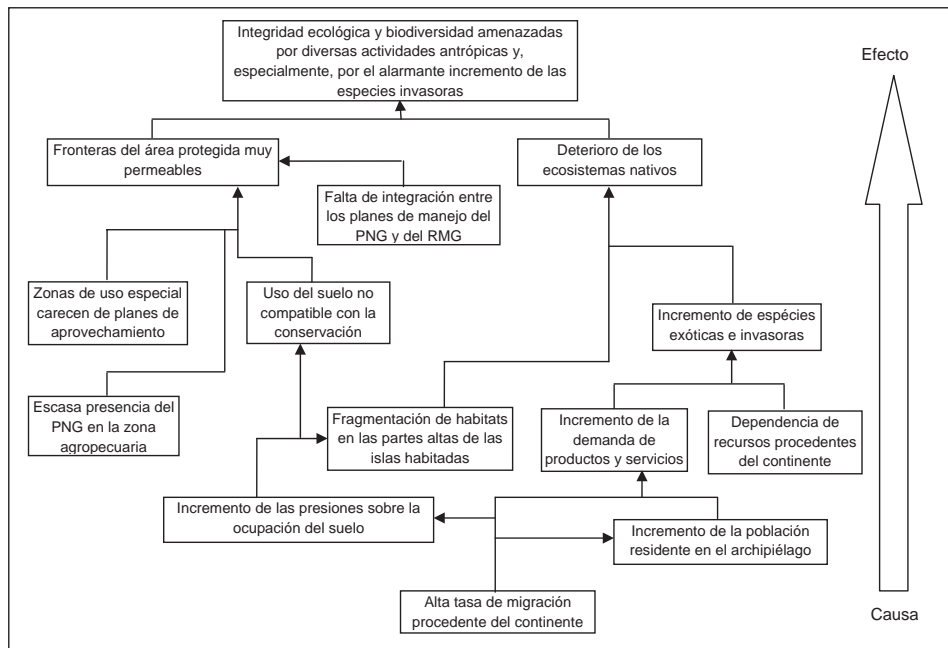 Integridad ecológica y biodiversidad amenazadas
por diversas actividades antrópicas y,
especialmente, por el alarmante incremento de las
especies invasoras
Efecto
Fronteras del área protegida muy
permeables
Deterioro de los
ecosistemas nativos
Falta de integración entre
los planes de manejo del
PNG y del RMG
Zonas de uso especial
carecen de planes de
aprovechamiento
Uso del suelo no
compatible con la
conservación
Incremento de espécies
exóticas e invasoras
Escasa presencia del
PNG en la zona
agropecuaria
Fragmentación de habitats
en las partes altas de las
islas habitadas
Incremento de la
demanda de
productos y servicios
Dependencia de
recursos procedentes
del continente
Incremento de las presiones sobre la
ocupación del suelo
Incremento de la población
residente en el archipiélago
Alta tasa de migración
procedente del continente
Causa